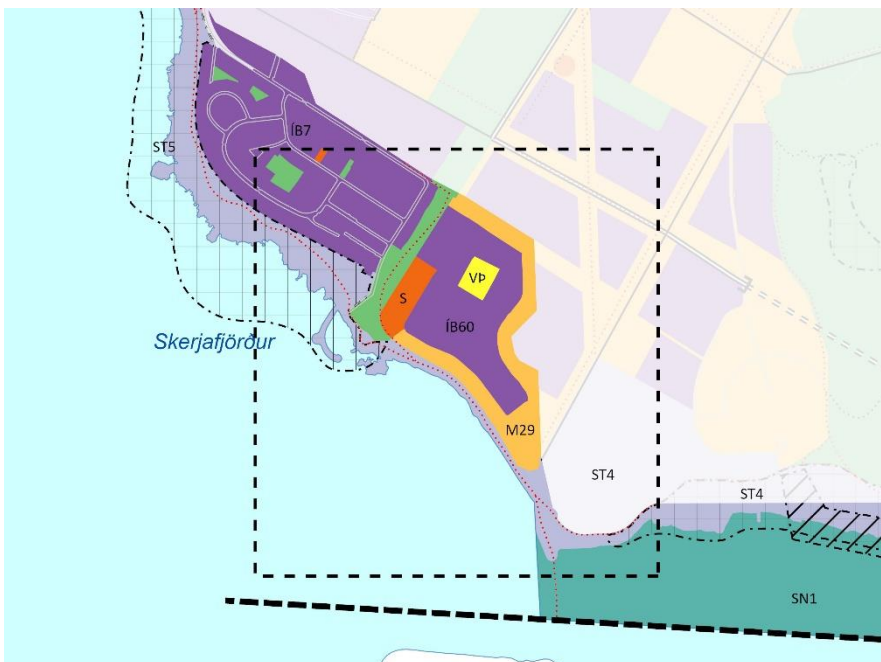 ÍB7
ST5
VÞ
S
ÍB60
Skerjafjörður
M29
ST4
ST4
SN1